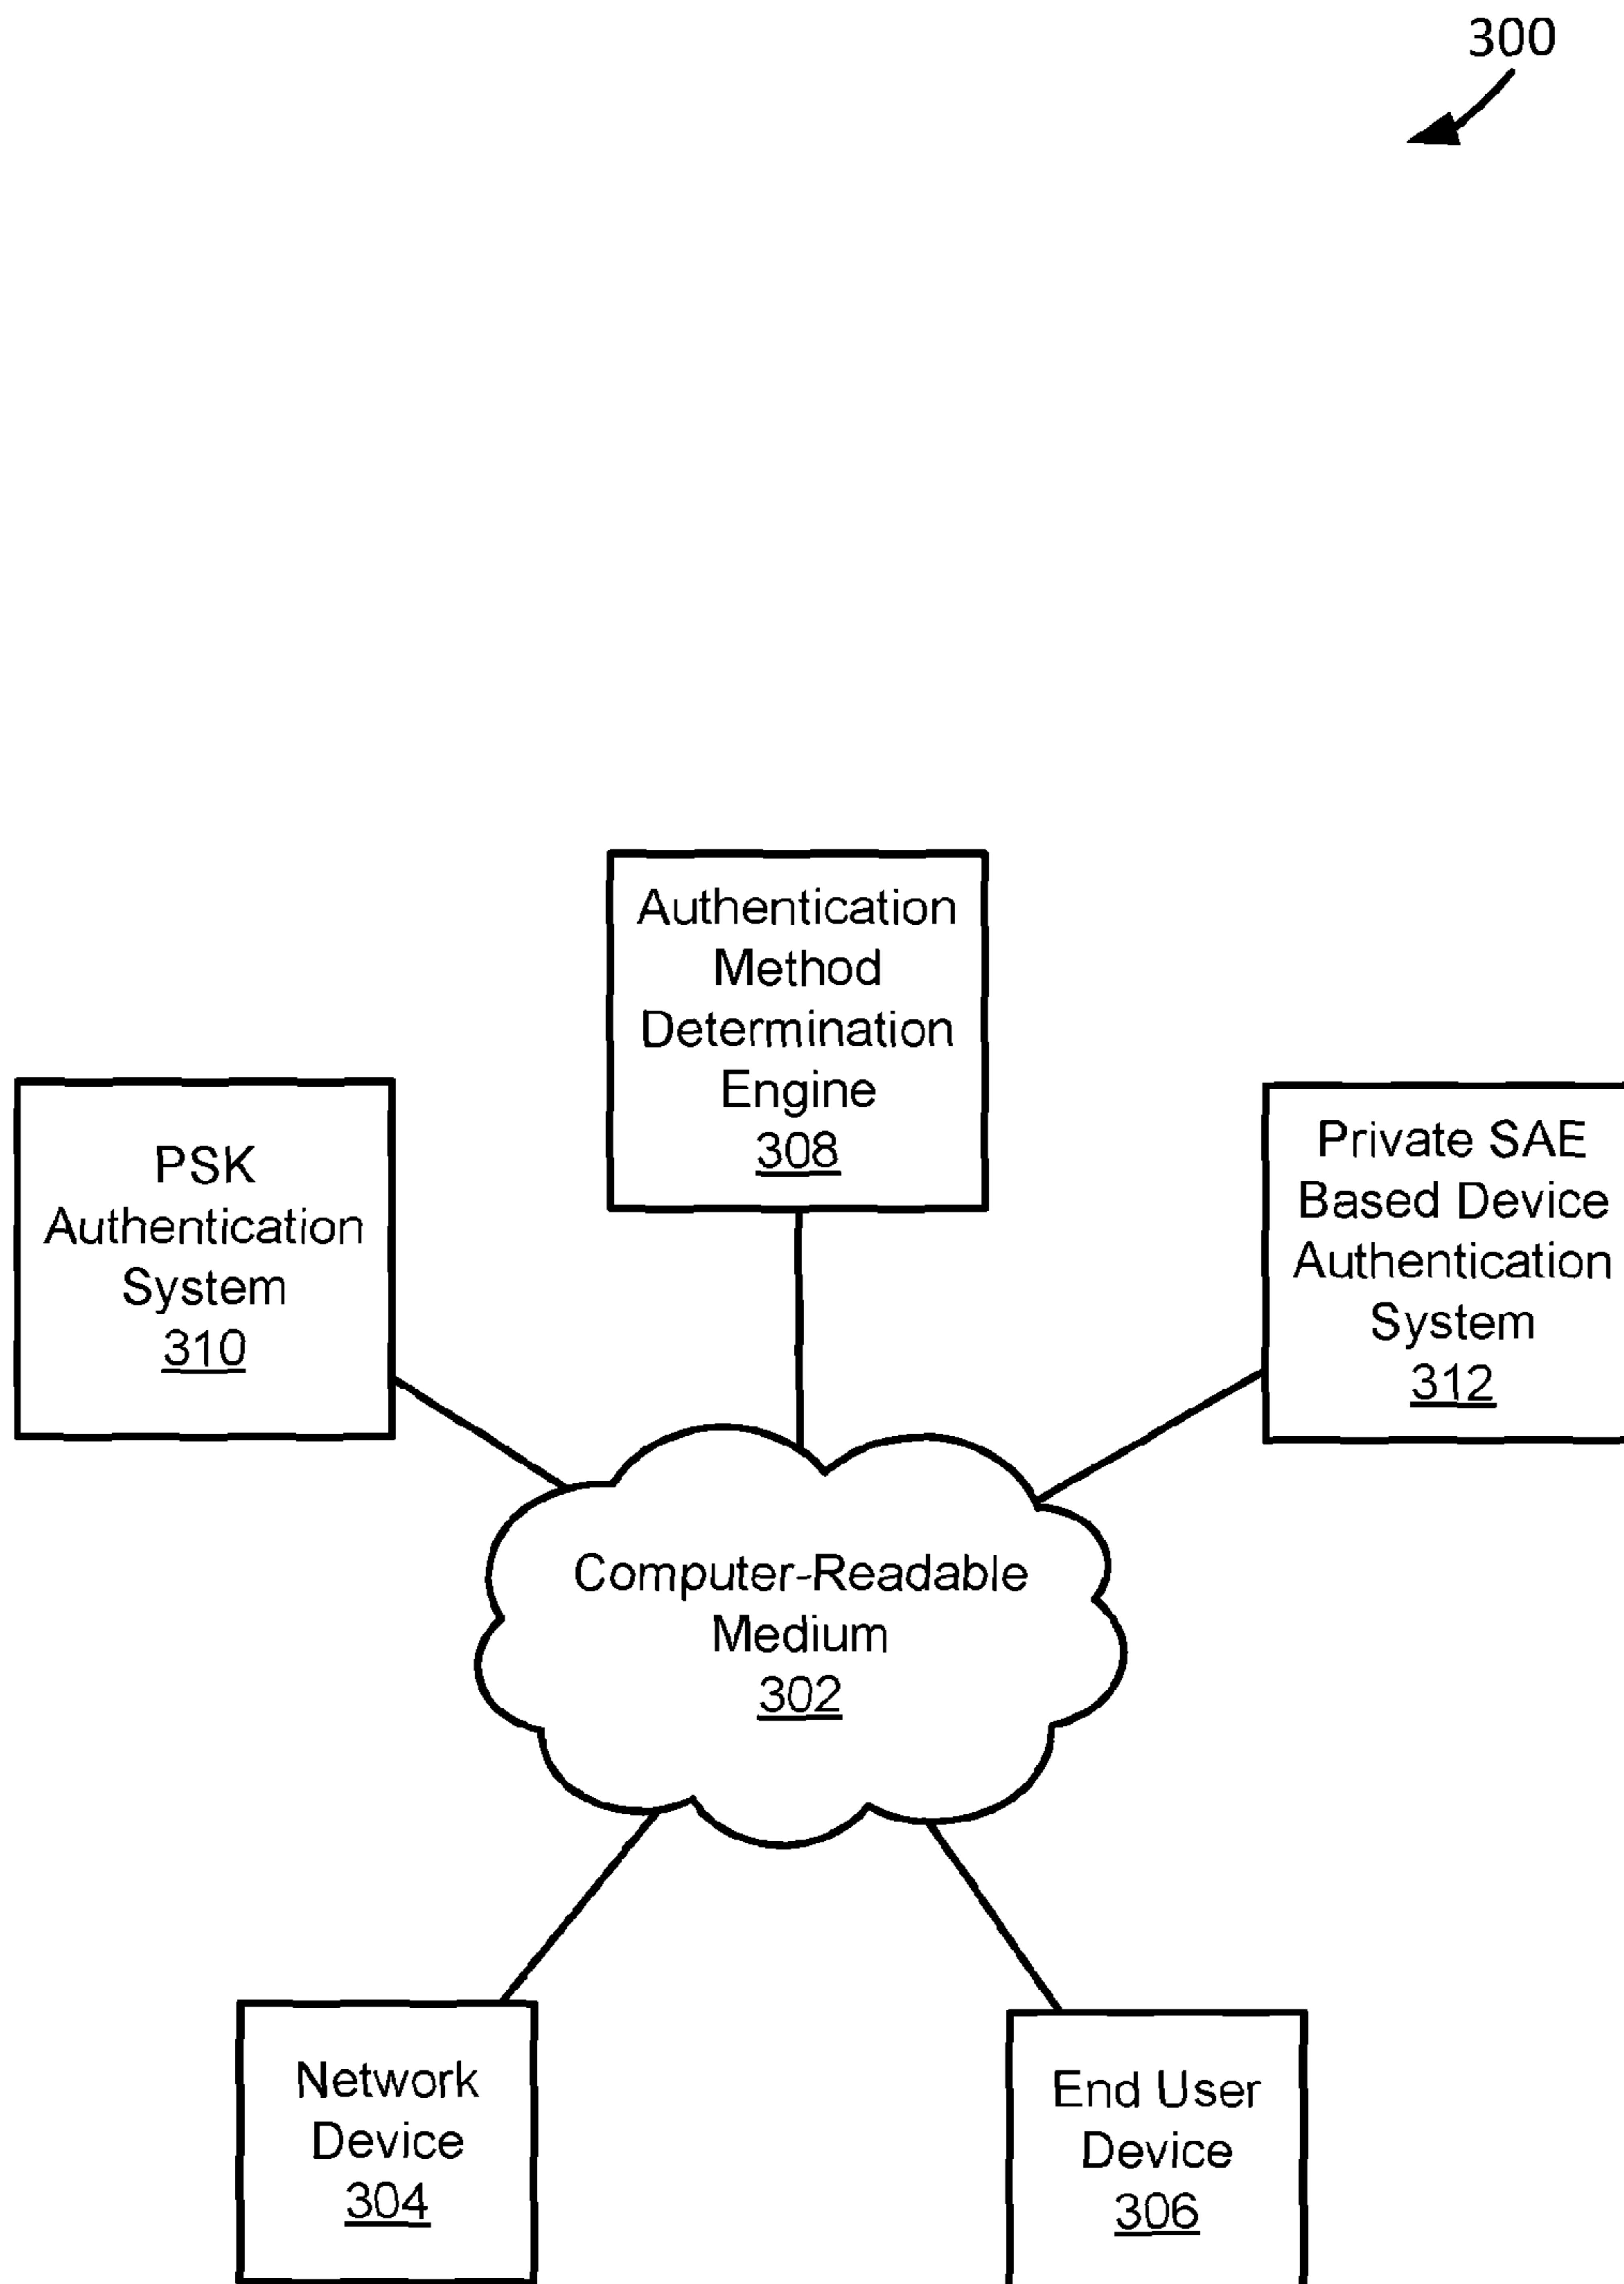 300
Authentication
Method
Determination
Engine
308
PSK
Authentication
System
310
Private SAE
Based Device
Authentication
System
312
Computer-Readable
Medium
302
Network
Device
304
End User
Device
306